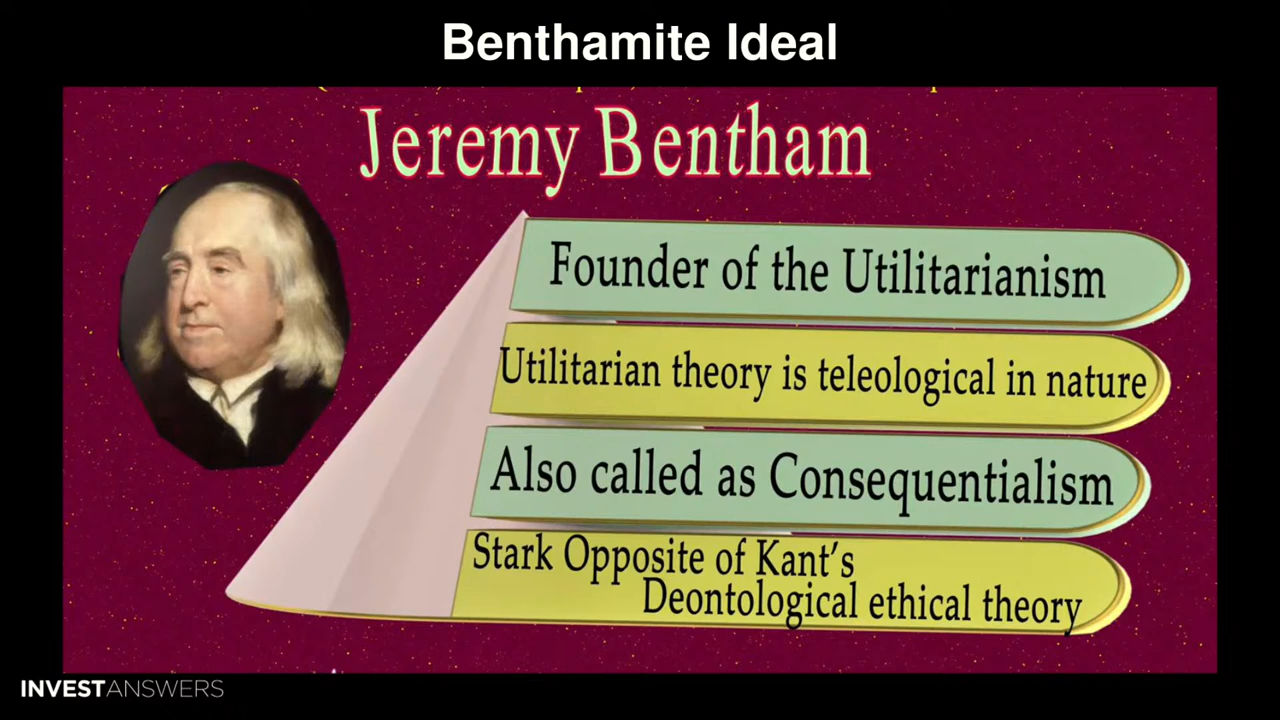 Benthamite Ideal
Jeremy Bentham
Founder of the Utilitarianism
Utilitarian theory is teleological in nature
Also called as Consequentialism
Stark Opposite of Kant's
Deontological ethical theory
INVESTANSWERS